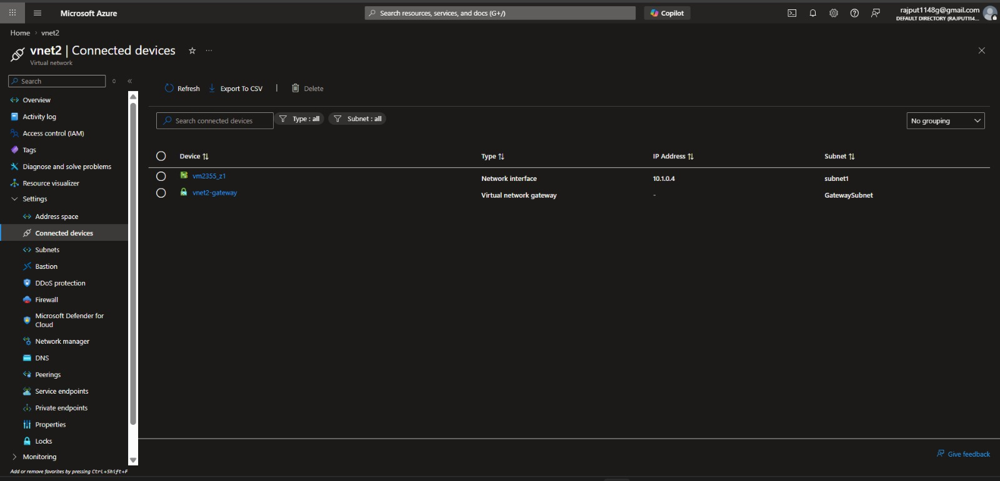 Microsoft Azure
Search resources, services, and docs (G+/)
Copilot
rajput1148g@gmail.com
DEFAULT DIRECTORY (RAJPUT114...
Home > vnet2
vnet2 | Connected devices
Virtual network
Search
Overview
Activity log
Access control (IAM)
Tags
Diagnose and solve problems
Resource visualizer
Settings
Address space
Connected devices
Subnets
Bastion
DDoS protection
Firewall
Microsoft Defender for
Cloud
Network manager
DNS
Peerings
Service endpoints
Private endpoints
Properties
Locks
Monitoring
Add or remove favorites by pressing Ctrl+Shift+F
Refresh Export To CSV | Delete
Search connected devices Type : all Subnet : all No grouping
Device Type IP Address Subnet
vm2355_z1 Network interface 10.1.0.4 subnet1
vnet2-gateway Virtual network gateway - GatewaySubnet
Give feedback